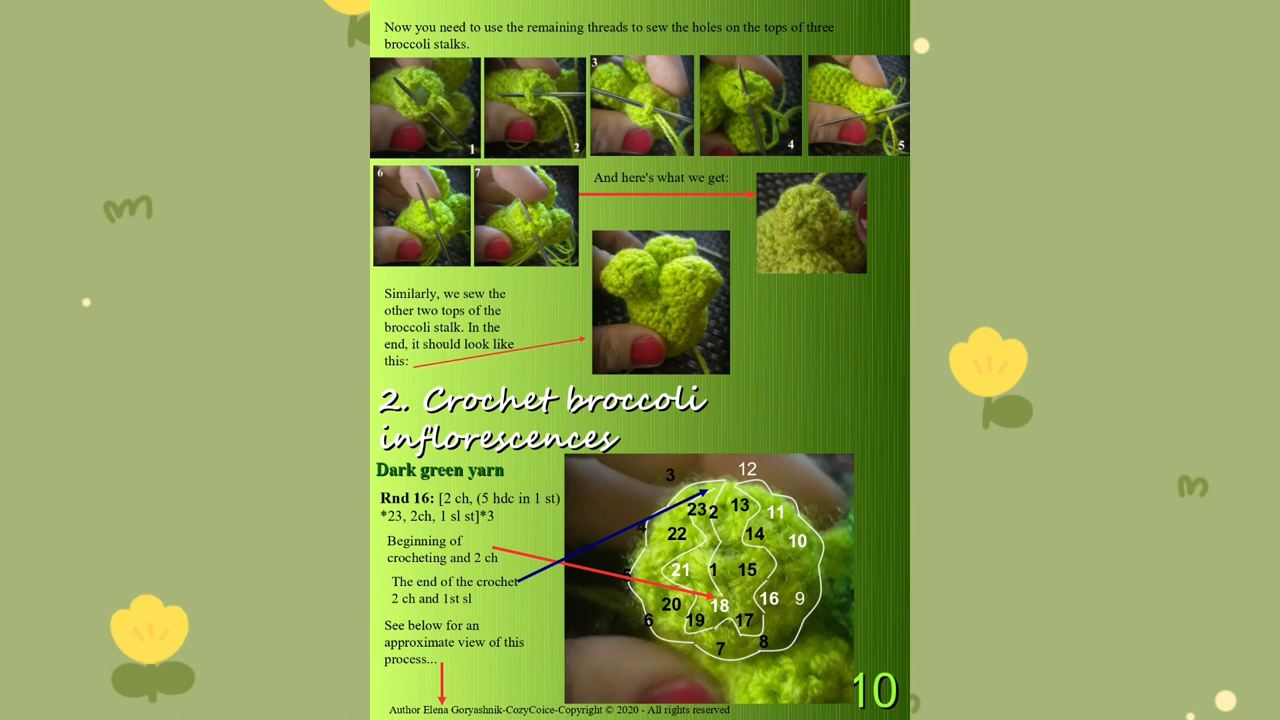 Now you need to use the remaining threads to sew the holes on the tops of three
broccoli stalks.
1
2
3
4
5
6
7
And here's what we get:
Similarly, we sew the
other two tops of the
broccoli stalk. In the
end, it should look like
this:
2. Crochet broccoli
inflorescences
Dark green yarn
Rnd 16: [2 ch, (5 hdc in 1 st)
*23, 2ch, 1 sl st]*3
Beginning of
crocheting and 2 ch
The end of the crochet
2 ch and 1st sl
See below for an
approximate view of this
process...
3
12
23
2
13
11
4
22
14
10
5
21
1
15
20
18
16
9
6
19
17
7
8
10
Author Elena Goryashnik-CozyCoice-Copyright © 2020 - All rights reserved